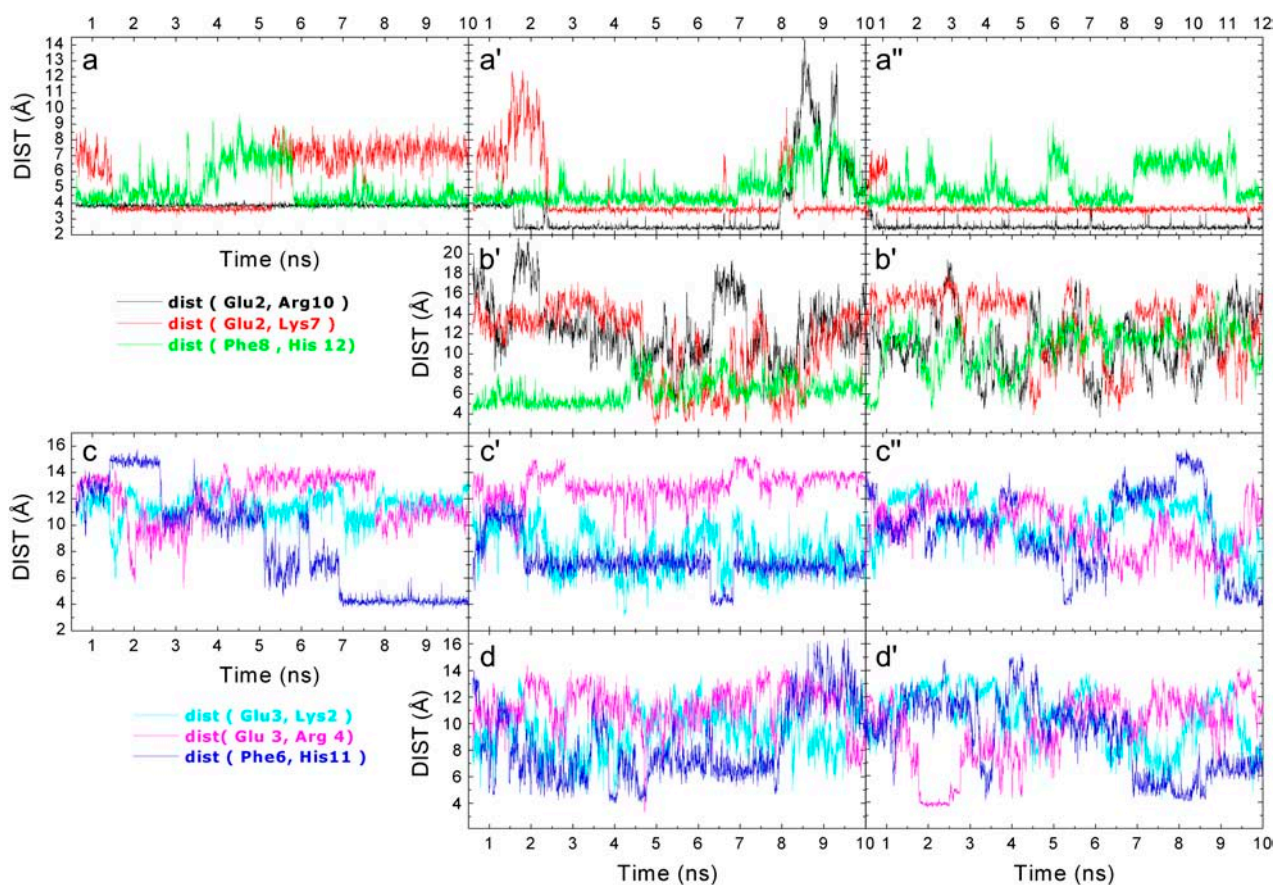 1 2 3 4 5 6 7 8 9 10 1 2 3 4 5 6 7 8 9 10 1 2 3 4 5 6 7 8 9 10 11 12
DIST (Å)
14
13
12
11
10
9
8
7
6
5
4
3
2
a
a'
a"
Time (ns)
dist ( Glu2, Arg10 )
dist ( Glu2, Lys7 )
dist ( Phe8 , His 12)
DIST (Å)
20
18
16
14
12
10
8
6
4
b'
b'
DIST (Å)
16
14
12
10
8
6
4
2
c
c'
c"
1 2 3 4 5 6 7 8 9
Time (ns)
dist ( Glu3, Lys2 )
dist( Glu 3, Arg 4)
dist ( Phe6, His11 )
DIST (Å)
16
14
12
10
8
6
4
d
d'
1 2 3 4 5 6 7 8 9 10 1 2 3 4 5 6 7 8 9 10
Time (ns)
Time (ns)